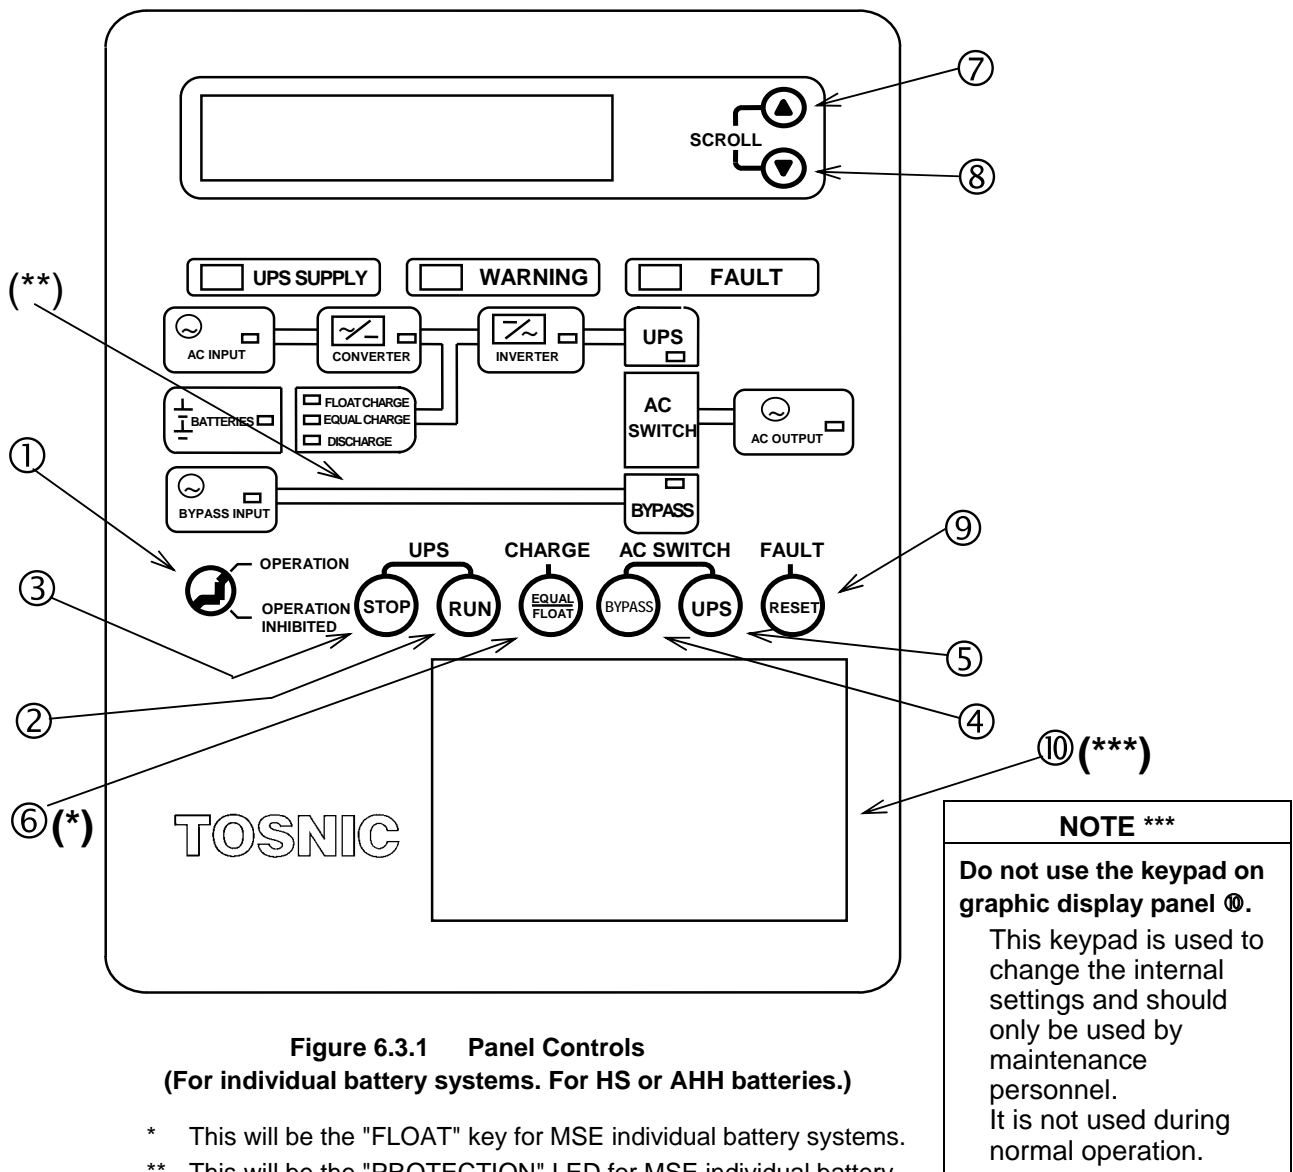 ⑦
SCROLL
⑧
UPS SUPPLY WARNING FAULT
(**)
AC INPUT CONVERTER INVERTER UPS
BATTERIES FLOAT CHARGE
EQUAL CHARGE
DISCHARGE
AC
SWITCH
AC OUTPUT
①
BYPASS INPUT BYPASS
⑨
UPS CHARGE AC SWITCH FAULT
OPERATION
③
OPERATION
INHIBITED
STOP RUN EQUAL
FLOAT
BYPASS UPS RESET
⑤
②
④
⑩(***)
⑥(*)
TOSNIC
NOTE ***
Do not use the keypad on
graphic display panel ⑩.
This keypad is used to
change the internal
settings and should
only be used by
maintenance
personnel.
It is not used during
normal operation.
Figure 6.3.1 Panel Controls
(For individual battery systems. For HS or AHH batteries.)
* This will be the "FLOAT" key for MSE individual battery systems.
** This will be the "PROTECTION" LED for MSE individual battery